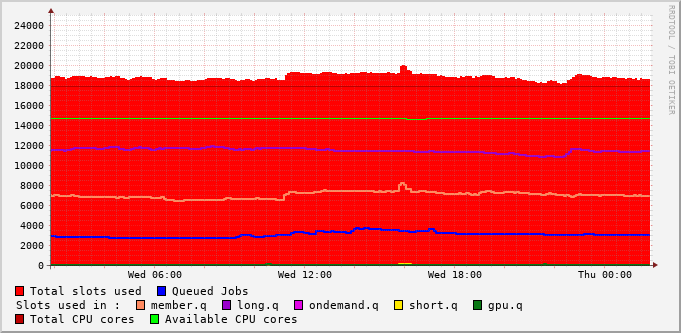 RRDTOOL / TOBI OETIKER
24000
22000
20000
18000
16000
14000
12000
10000
8000
6000
4000
2000
0
Wed 06:00 Wed 12:00 Wed 18:00 Thu 00:00
Total slots used Queued Jobs
Slots used in : member.q long.q ondemand.q short.q gpu.q
Total CPU cores Available CPU cores